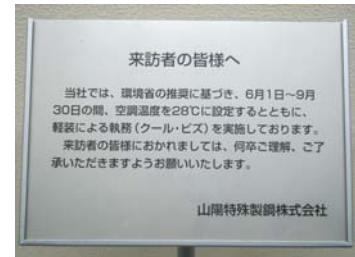 来訪者の皆様へ
当社では、環境省の推奨に基づき、6月1日～9月
30日の間、空調温度を28℃に設定するとともに、
軽装による執務（クール・ビズ）を実施しております。
来訪者の皆様におかれましては、何卒ご理解、ご了
承いただきますようお願いいたします。
山陽特殊製鋼株式会社